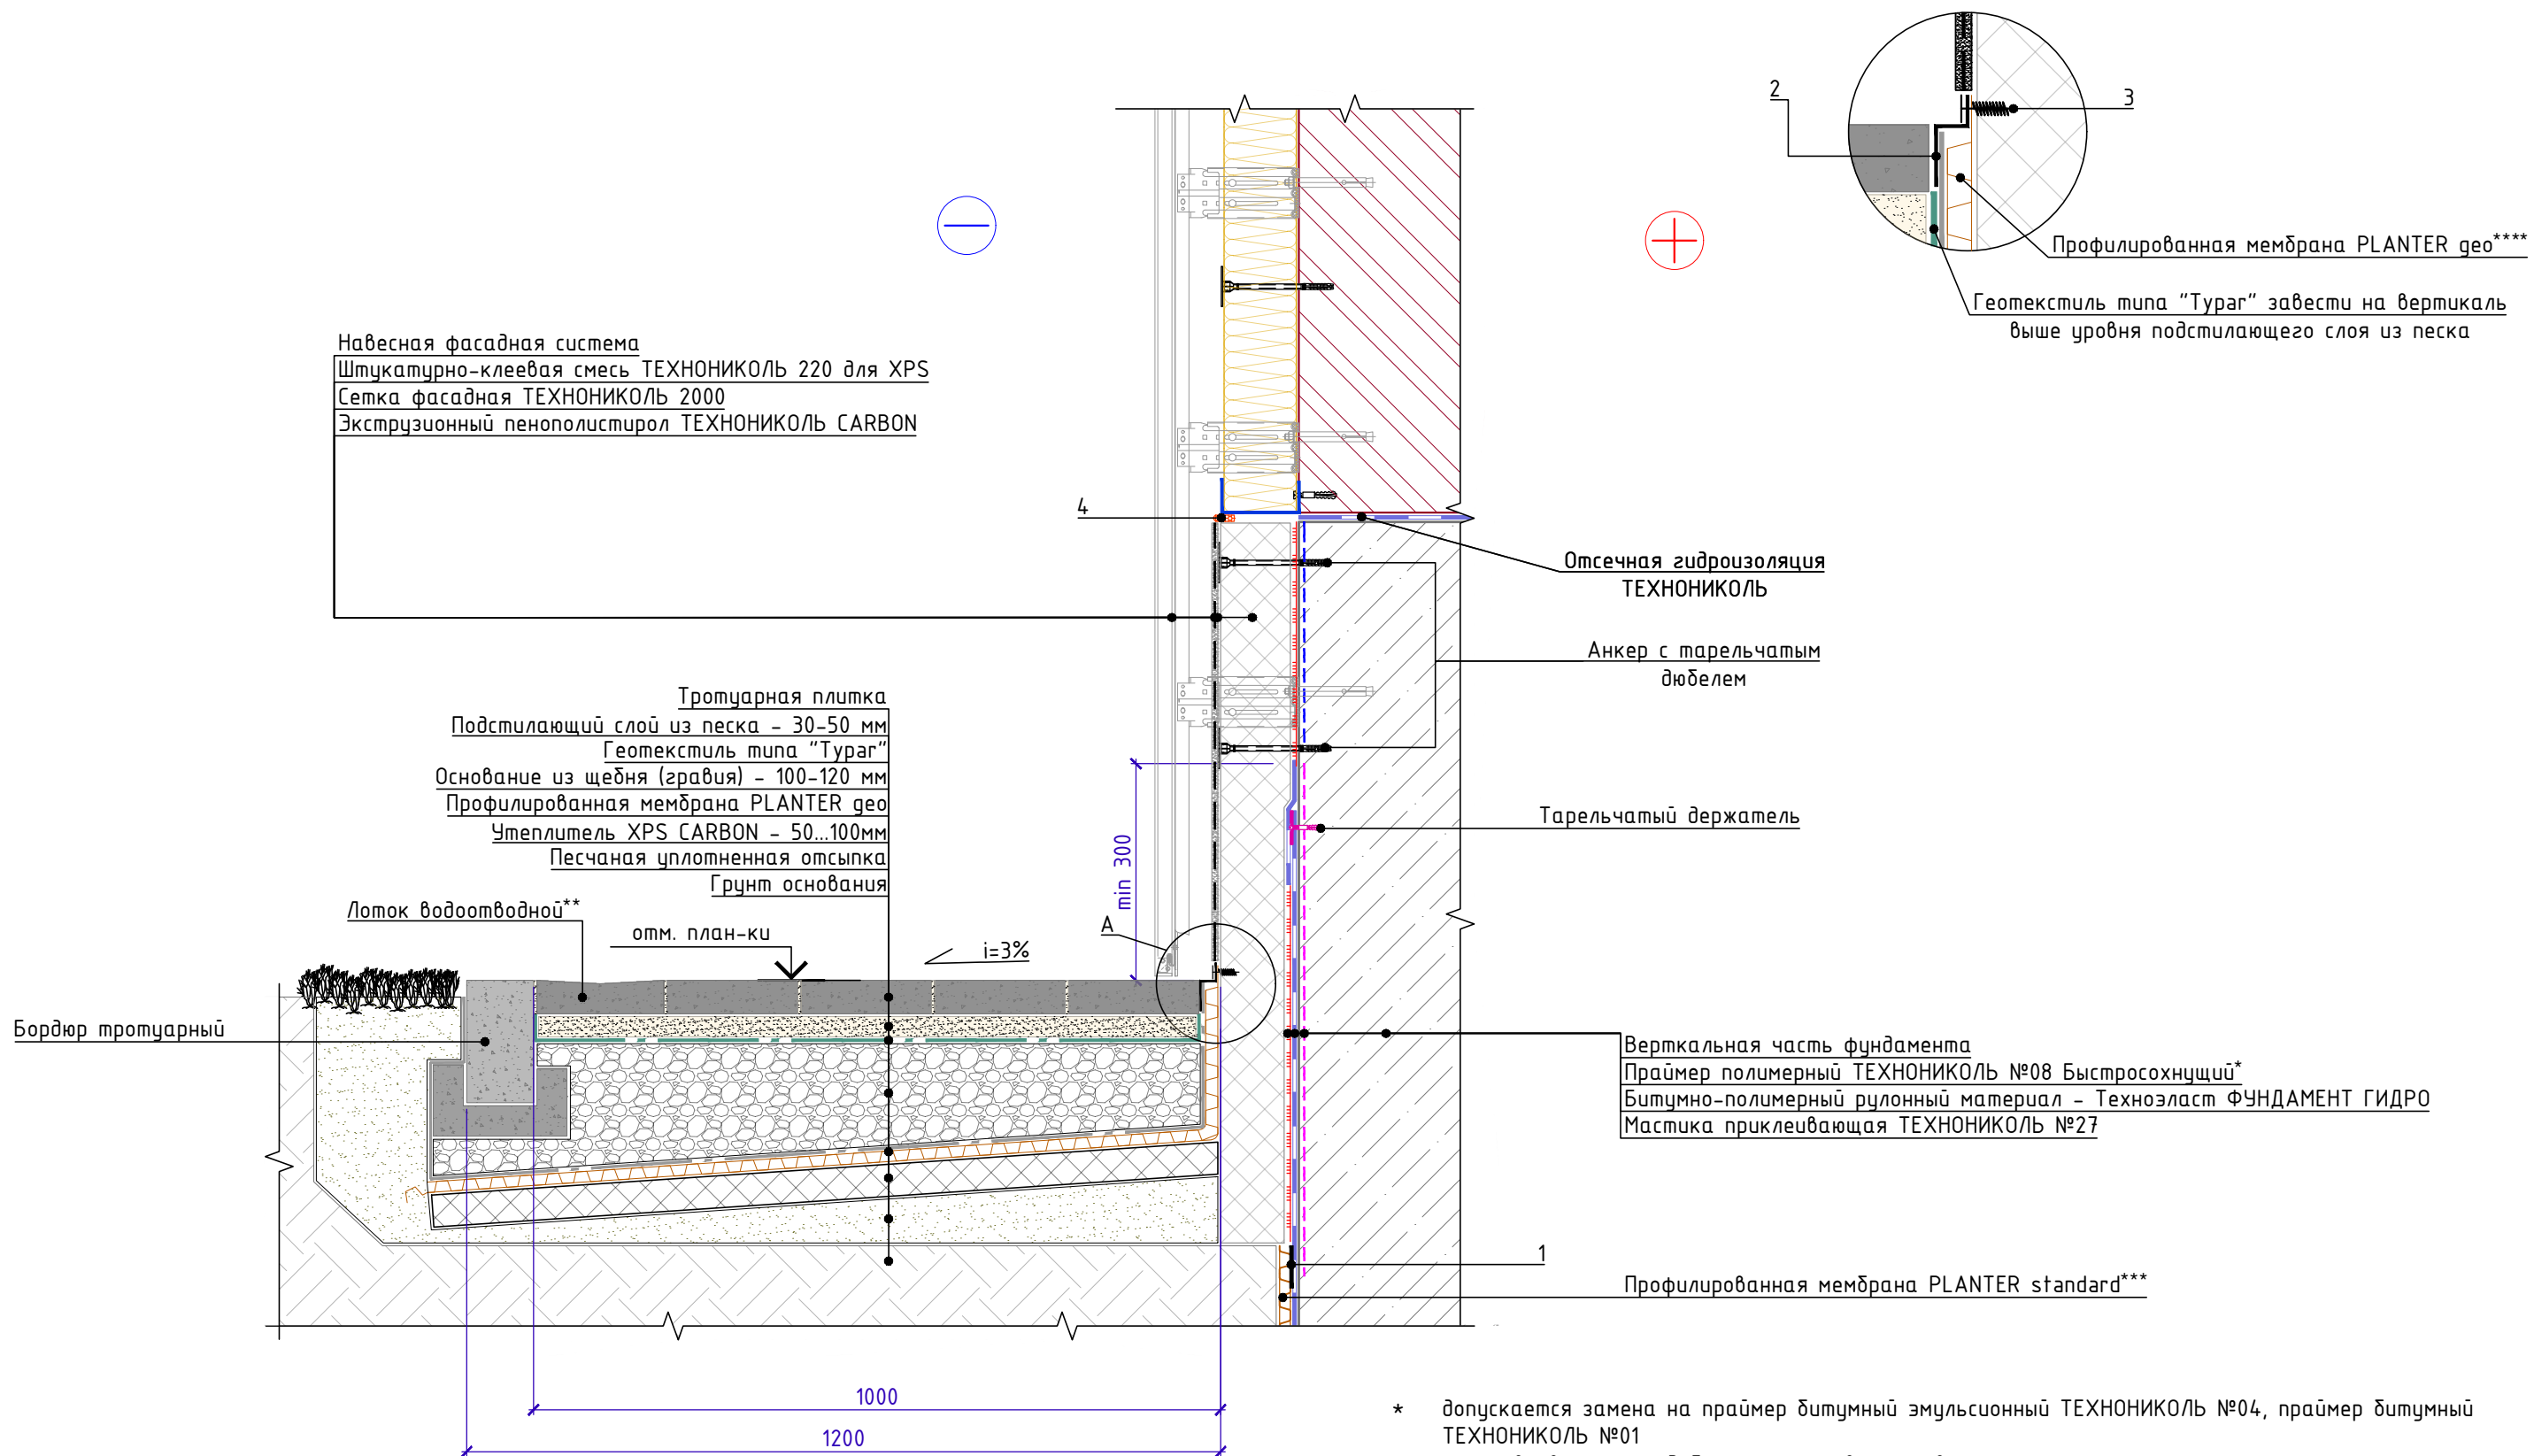 2
3
Профилированная мембрана PLANTER geo****
Геотекстиль типа "Typar" завести на вертикаль
выше уровня подстилающего слоя из песка
Навесная фасадная система
Штукатурно-клеевая смесь ТЕХНОНИКОЛЬ 220 для XPS
Сетка фасадная ТЕХНОНИКОЛЬ 2000
Экструзионный пенополистирол ТЕХНОНИКОЛЬ CARBON
4
Отсечная гидроизоляция
ТЕХНОНИКОЛЬ
Анкер с тарельчатым
дюбелем
Тротуарная плитка
Подстилающий слой из песка - 30-50 мм
Геотекстиль типа "Typar"
Основание из щебня (гравия) - 100-120 мм
Профилированная мембрана PLANTER geo
Утеплитель XPS CARBON - 50...100мм
Песчаная уплотненная отсыпка
Грунт основания
Тарельчатый держатель
min 300
Лоток водоотводной**
отм. план-ки
i=3%
А
Бордюр тротуарный
Верткальная часть фундамента
Праймер полимерный ТЕХНОНИКОЛЬ №08 Быстросохнущий*
Битумно-полимерный рулонный материал - Техноэласт ФУНДАМЕНТ ГИДРО
Мастика приклеивающая ТЕХНОНИКОЛЬ №27
1
Профилированная мембрана PLANTER standard***
1000
1200
* допускается замена на праймер битумный эмульсионный ТЕХНОНИКОЛЬ №04, праймер битумный
ТЕХНОНИКОЛЬ №01